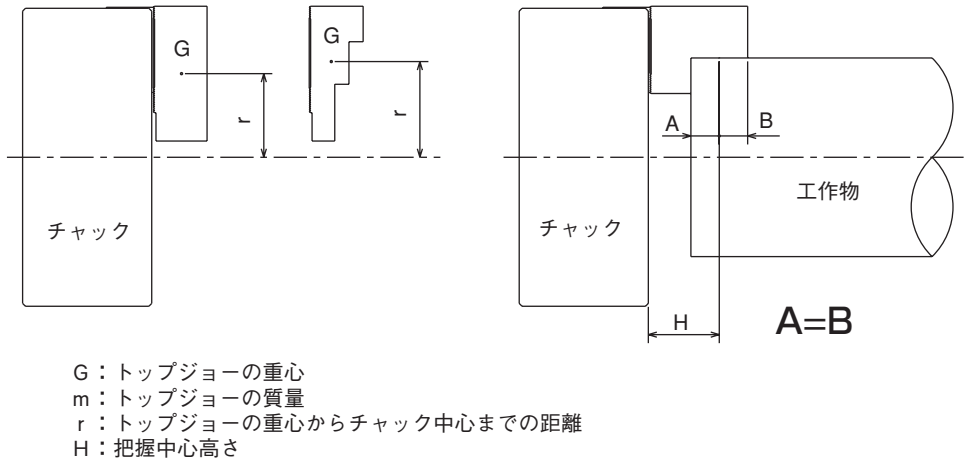 G
G
r
r
チャック
A
B
工作物
チャック
H
A=B
G：トップジョーの重心
m：トップジョーの質量
r：トップジョーの重心からチャック中心までの距離
H：把握中心高さ